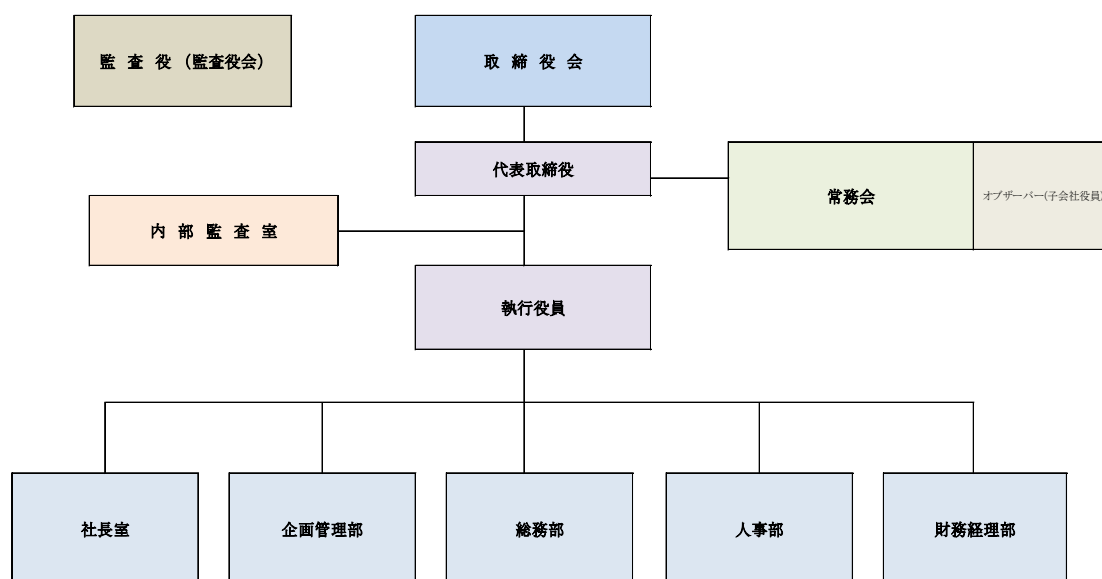 監 査 役 (監査役会)
取 締 役 会
代表取締役
常務会
オブザーバー(子会社役員)
内 部 監 査 室
執行役員
社長室
企画管理部
総務部
人事部
財務経理部